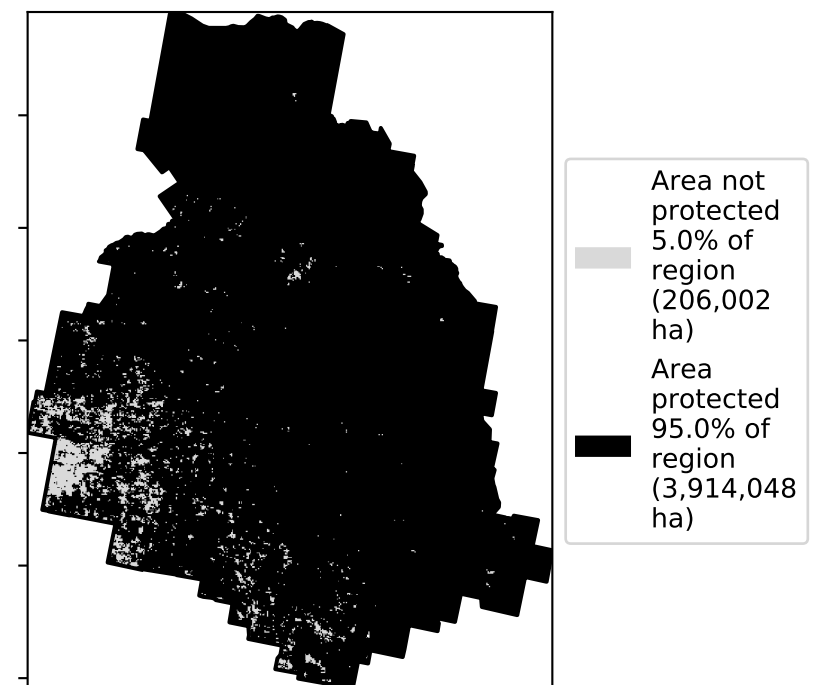 Area not
protected
5.0% of
region
(206,002
ha)
Area
protected
95.0% of
region
(3,914,048
ha)